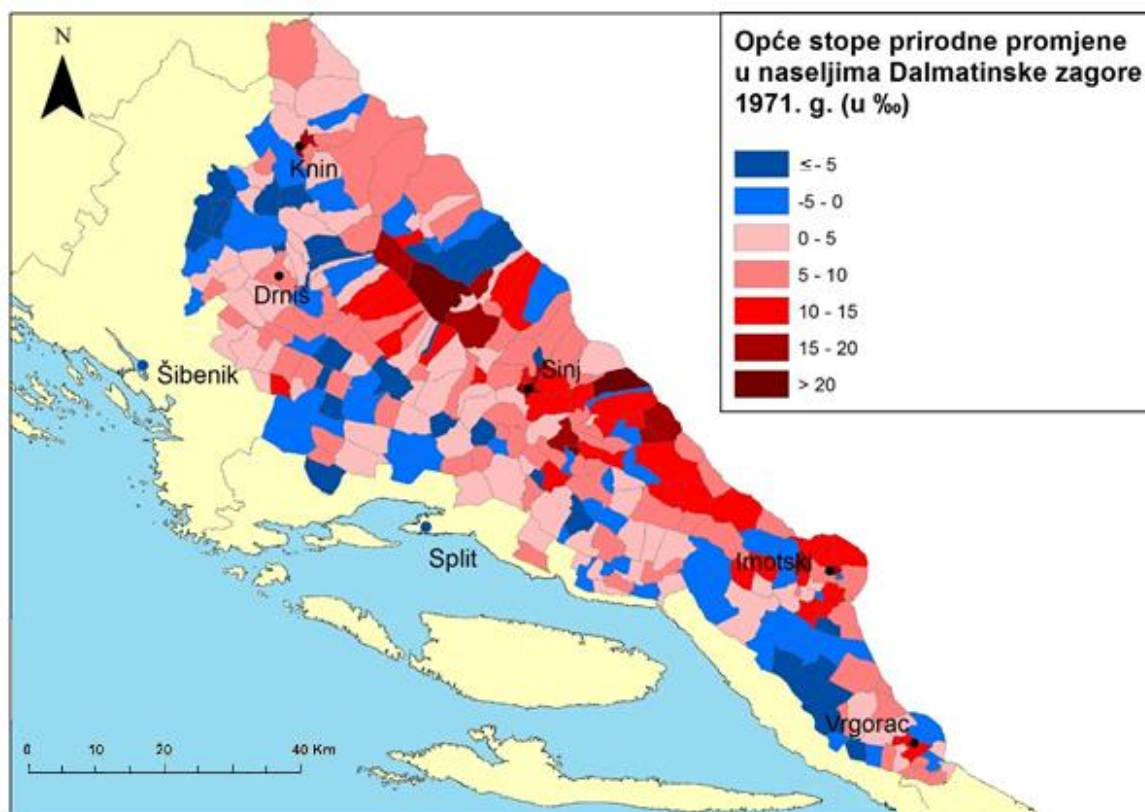 N
Opće stope prirodne promjene
u naseljima Dalmatinske zagore
1971. g. (u ‰)
≤ - 5
-5 - 0
0 - 5
5 - 10
10 - 15
15 - 20
> 20
Knin
Drniš
Šibenik
Sinj
Split
Imotski
Vrgorac
0 10 20 40 Km